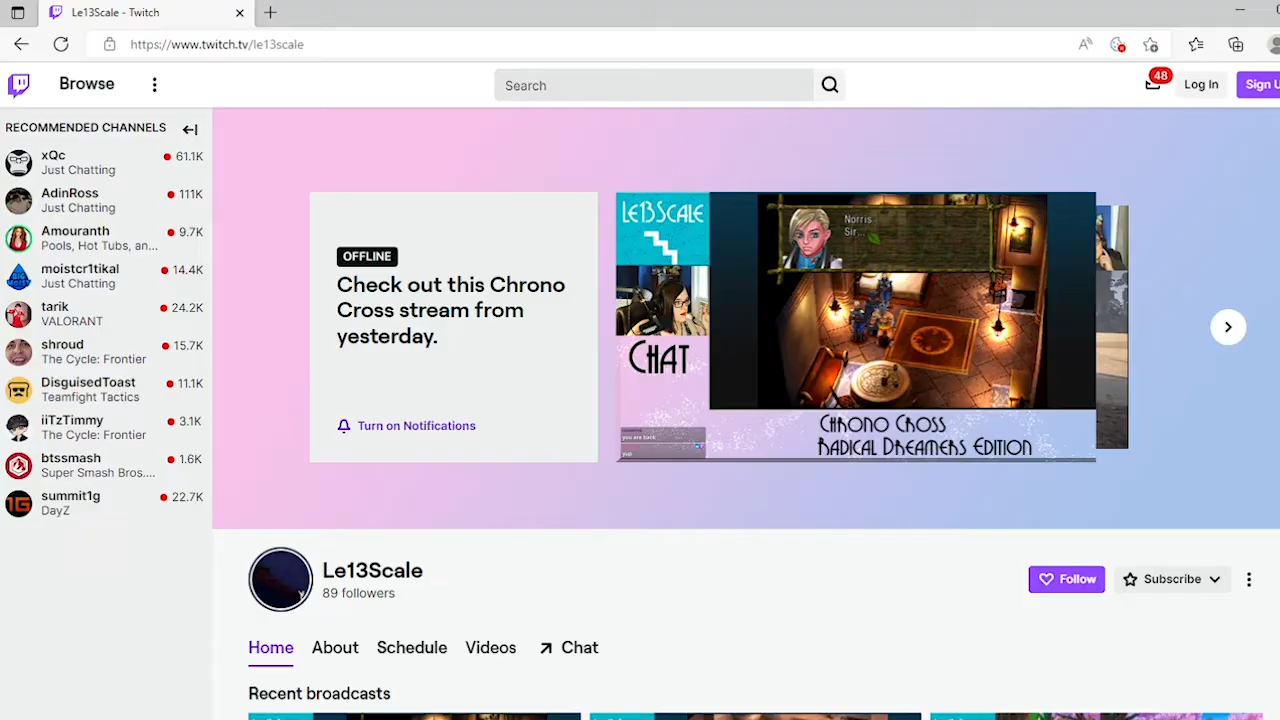 Le13Scale - Twitch
https://www.twitch.tv/le13scale
Browse
Search
48
Log In
Sign U
RECOMMENDED CHANNELS
xQc
61.1K
Just Chatting
AdinRoss
111K
Just Chatting
Amouranth
9.7K
Pools, Hot Tubs, an...
moistcr1tikal
14.4K
Just Chatting
tarik
24.2K
VALORANT
shroud
15.7K
The Cycle: Frontier
DisguisedToast
11.1K
Teamfight Tactics
iiTzTimmy
3.1K
The Cycle: Frontier
btssmash
1.6K
Super Smash Bros....
summit1g
22.7K
DayZ
OFFLINE
Check out this Chrono
Cross stream from
yesterday.
Turn on Notifications
LE13SCALE
CHAT
you are back
yup
Norris
Sir...
CHRONO CROSS
RADICAL DREAMERS EDITION
Le13Scale
89 followers
Follow
Subscribe
Home
About
Schedule
Videos
Chat
Recent broadcasts